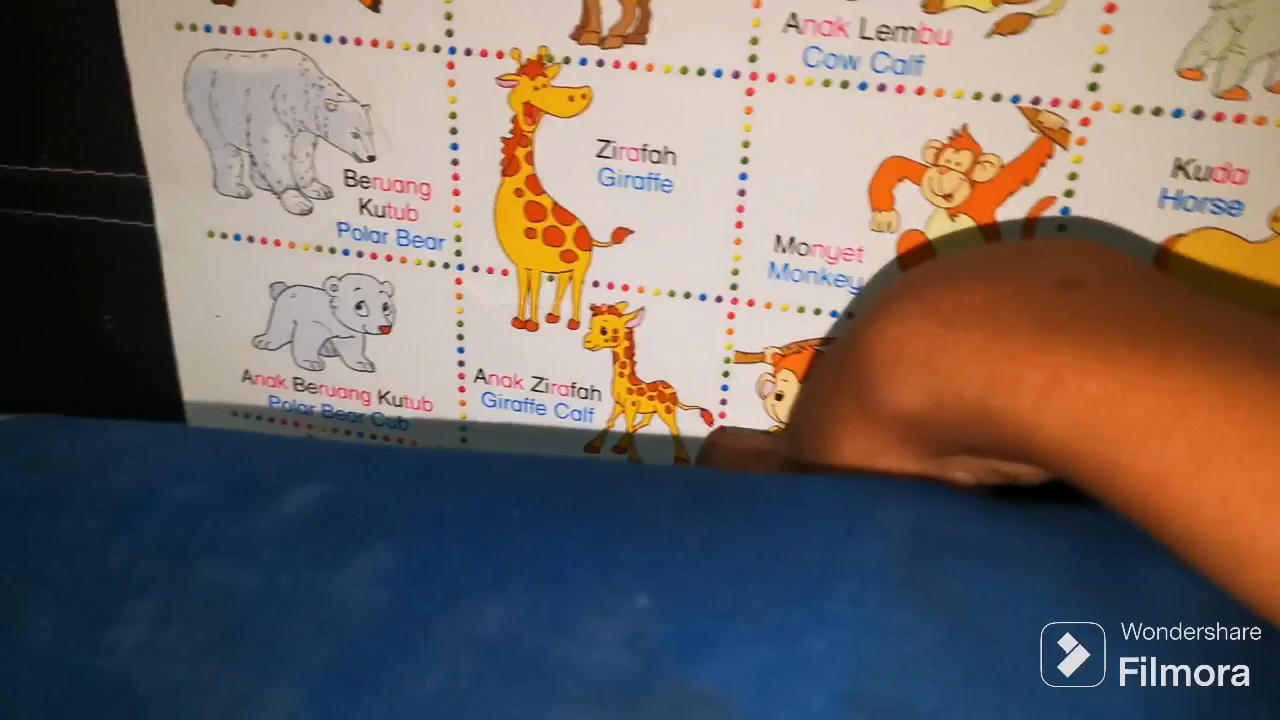 Anak Lembu
Cow Calf
Beruang
Kutub
Polar Bear
Zirafah
Giraffe
Monyet
Monkey
Kuda
Horse
Anak Beruang Kutub
Polar Bear Cub
Anak Zirafah
Giraffe Calf
Wondershare
Filmora